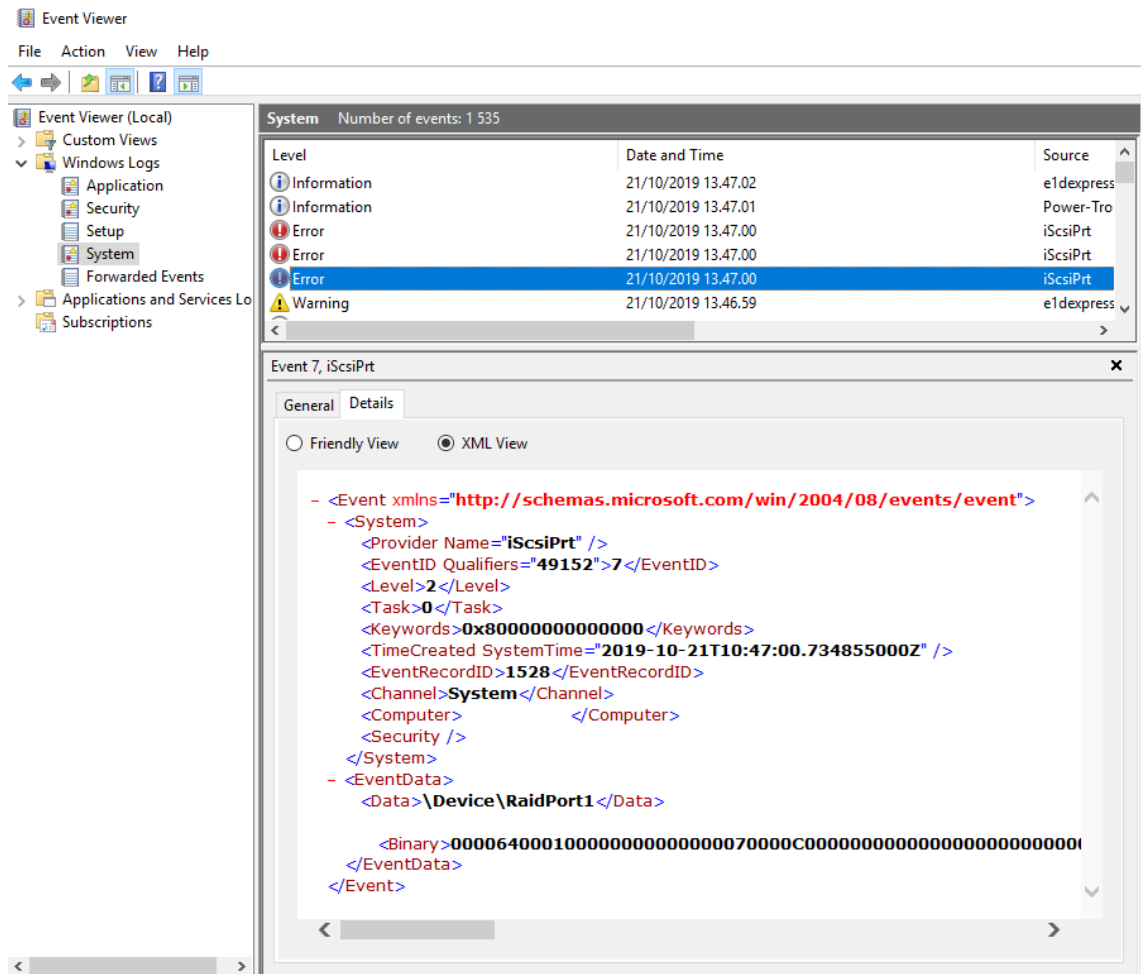 Event Viewer
File Action View Help
Event Viewer (Local)
Custom Views
Windows Logs
Application
Security
Setup
System
Forwarded Events
Applications and Services Lo
Subscriptions
System Number of events: 1 535
Level Date and Time Source
Information 21/10/2019 13.47.02 e1dexpress
Information 21/10/2019 13.47.01 Power-Tro
Error 21/10/2019 13.47.00 iScsiPrt
Error 21/10/2019 13.47.00 iScsiPrt
Error 21/10/2019 13.47.00 iScsiPrt
Warning 21/10/2019 13.46.59 e1dexpress
Event 7, iScsiPrt
General Details
Friendly View XML View
- <Event xmlns="http://schemas.microsoft.com/win/2004/08/events/event">
- <System>
<Provider Name="iScsiPrt" />
<EventID Qualifiers="49152">7</EventID>
<Level>2</Level>
<Task>0</Task>
<Keywords>0x80000000000000</Keywords>
<TimeCreated SystemTime="2019-10-21T10:47:00.734855000Z" />
<EventRecordID>1528</EventRecordID>
<Channel>System</Channel>
<Computer> </Computer>
<Security />
</System>
- <EventData>
<Data>\Device\RaidPort1</Data>
<Binary>
</EventData>
</Event>